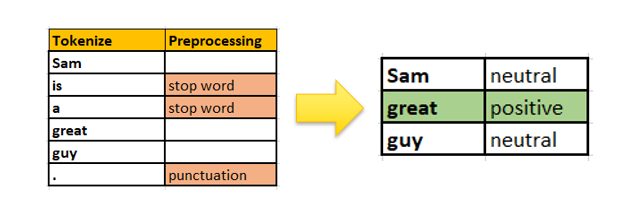 Tokenize Preprocessing
Sam
is stop word
a stop word
great
guy
. punctuation
Sam neutral
great positive
guy neutral